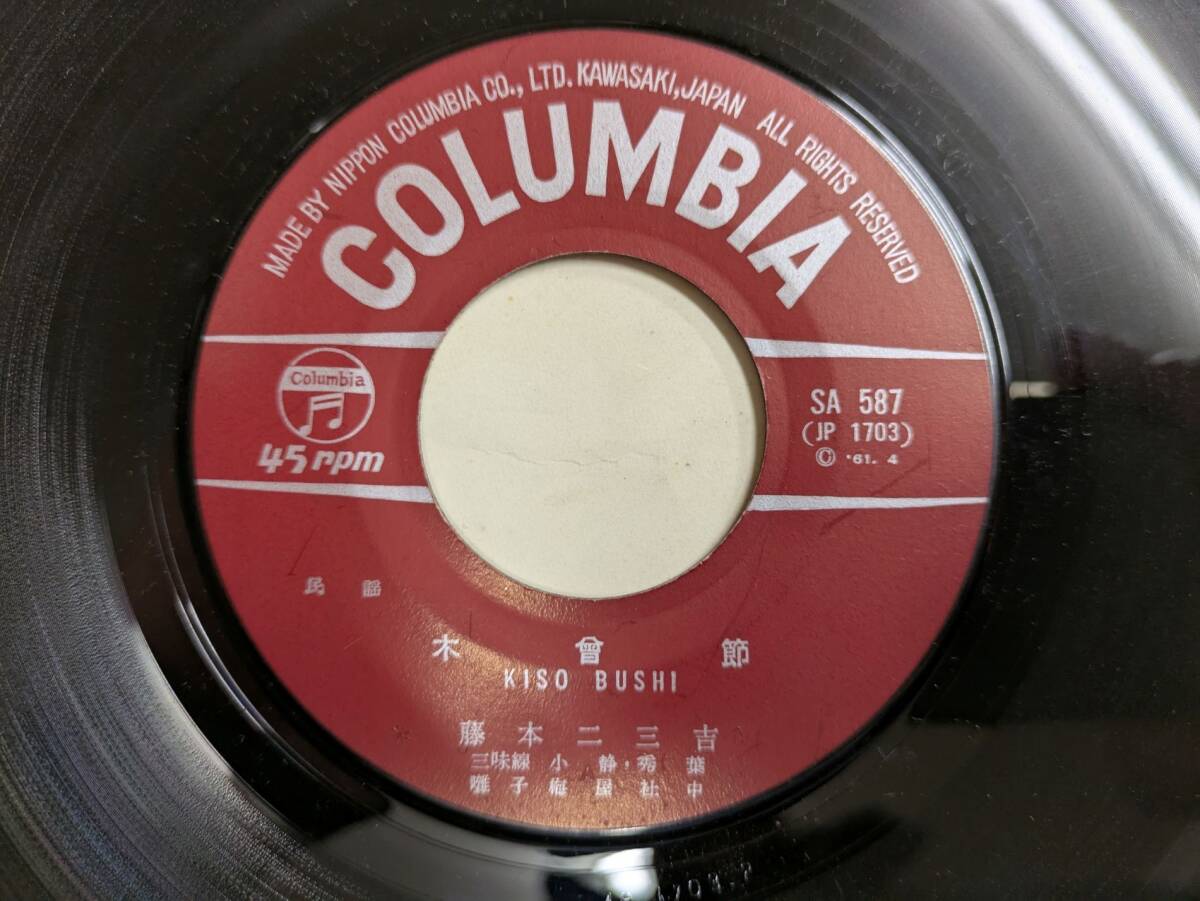 MADE BY NIPPON COLUMBIA CO., LTD. KAWASAKI, JAPAN ALL RIGHTS RESERVED
COLUMBIA
Columbia
45 rpm
SA 587
(JP 1703)
Ⓒ '61. 4
民謡
木曾節
KISO BUSHI
藤本二三吉
三味線 小静・秀葉
囃子 梅屋社中